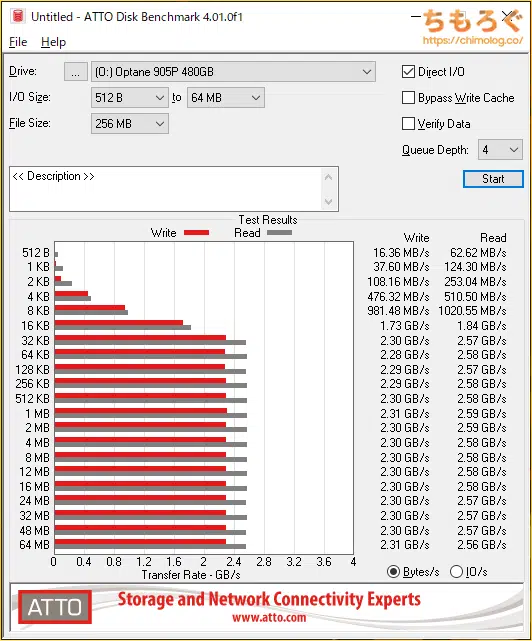 Untitled - ATTO Disk Benchmark 4.01.0f1
ちもろぐ
https://chimolog.co/
File Help
Drive: ... (O:) Optane 905P 480GB
I/O Size: 512 B to 64 MB
File Size: 256 MB
Direct I/O
Bypass Write Cache
Verify Data
Queue Depth: 4
Start
<< Description >>
Test Results
Write Read Write Read
512 B 16.36 MB/s 62.62 MB/s
1 KB 37.60 MB/s 124.30 MB/s
2 KB 108.16 MB/s 253.04 MB/s
4 KB 476.32 MB/s 510.50 MB/s
8 KB 981.48 MB/s 1020.55 MB/s
16 KB 1.73 GB/s 1.84 GB/s
32 KB 2.30 GB/s 2.57 GB/s
64 KB 2.28 GB/s 2.58 GB/s
128 KB 2.29 GB/s 2.57 GB/s
256 KB 2.29 GB/s 2.58 GB/s
512 KB 2.30 GB/s 2.58 GB/s
1 MB 2.31 GB/s 2.59 GB/s
2 MB 2.30 GB/s 2.59 GB/s
4 MB 2.30 GB/s 2.58 GB/s
8 MB 2.30 GB/s 2.58 GB/s
12 MB 2.30 GB/s 2.58 GB/s
16 MB 2.30 GB/s 2.58 GB/s
24 MB 2.30 GB/s 2.57 GB/s
32 MB 2.30 GB/s 2.57 GB/s
48 MB 2.30 GB/s 2.57 GB/s
64 MB 2.31 GB/s 2.56 GB/s
0 0.4 0.8 1.2 1.6 2 2.4 2.8 3.2 3.6 4
Transfer Rate - GB/s
Bytes/s IO/s
ATTO
Storage and Network Connectivity Experts
www.atto.com